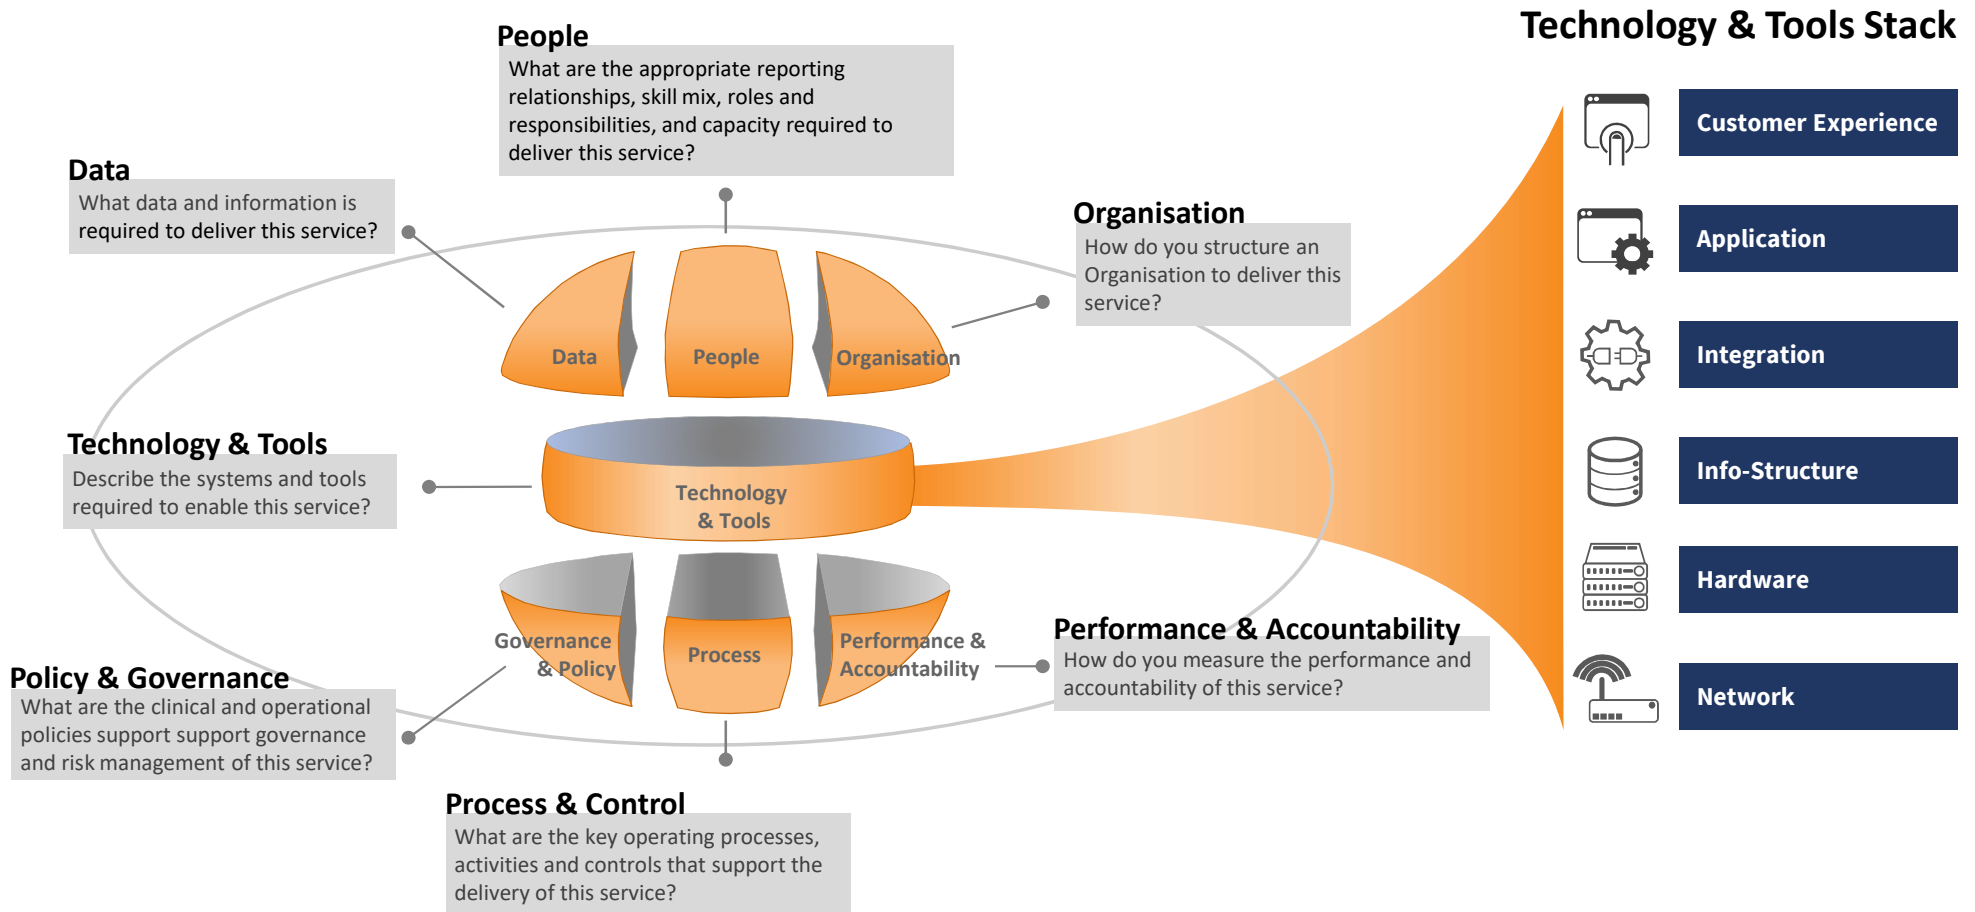 Technology & Tools Stack
People
What are the appropriate reporting
relationships, skill mix, roles and
responsibilities, and capacity required to
deliver this service?
Data
What data and information is
required to deliver this service?
Organisation
How do you structure an
Organisation to deliver this
service?
Data
People
Organisation
Technology & Tools
Describe the systems and tools
required to enable this service?
Technology
& Tools
Governance
& Policy
Process
Performance &
Accountability
Performance & Accountability
How do you measure the performance and
accountability of this service?
Policy & Governance
What are the clinical and operational
policies support support governance
and risk management of this service?
Process & Control
What are the key operating processes,
activities and controls that support the
delivery of this service?
Customer Experience
Application
Integration
Info-Structure
Hardware
Network